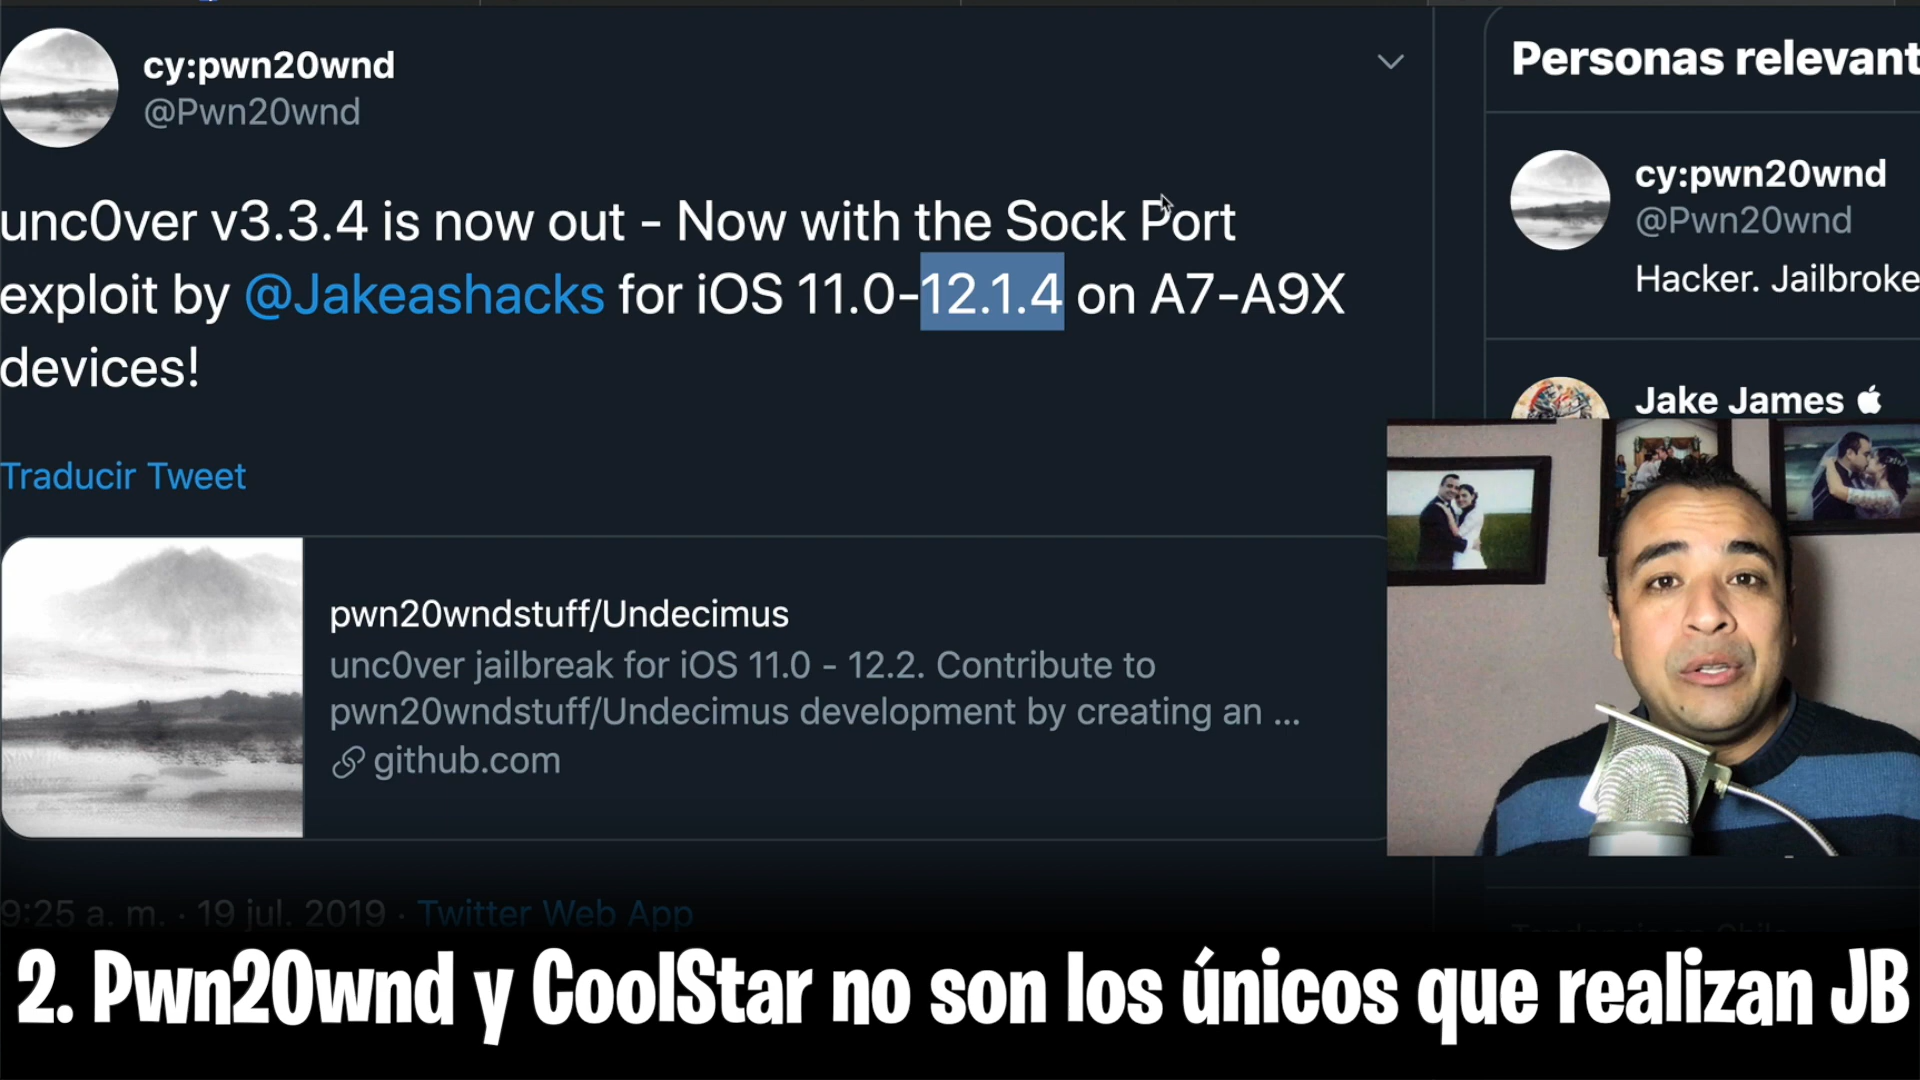 cy:pwn20wnd
@Pwn20wnd
unc0ver v3.3.4 is now out - Now with the Sock Port
exploit by @Jakeashacks for iOS 11.0-12.1.4 on A7-A9X
devices!
Traducir Tweet
pwn20wndstuff/Undecimus
unc0ver jailbreak for iOS 11.0 - 12.2. Contribute to
pwn20wndstuff/Undecimus development by creating an ...
github.com
9:25 a. m. · 19 jul. 2019 · Twitter Web App
Personas relevant
cy:pwn20wnd
@Pwn20wnd
Hacker. Jailbroke
Jake James
2. Pwn20wnd y CoolStar no son los únicos que realizan JB